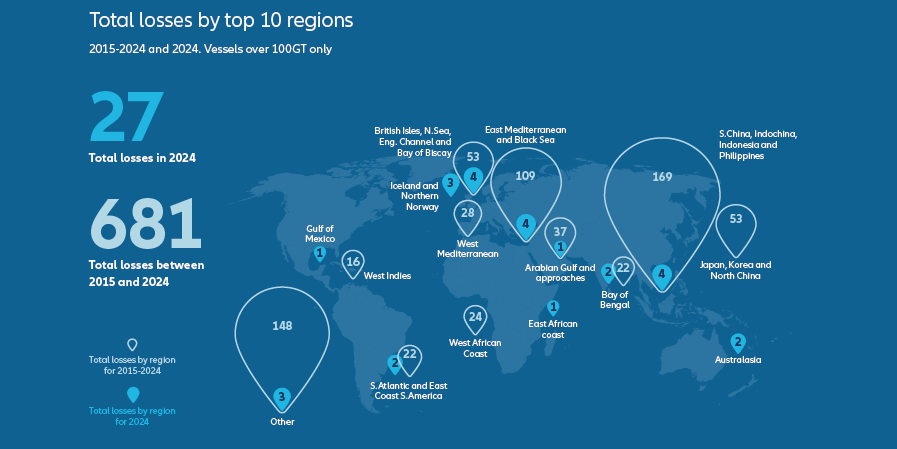 Total losses by top 10 regions
2015-2024 and 2024. Vessels over 100GT only
27
Total losses in 2024
681
Total losses between
2015 and 2024
Total losses by region
for 2015-2024
Total losses by region
for 2024
British Isles, N.Sea,
Eng. Channel and
Bay of Biscay
53
4
Iceland and
Northern
Norway
3
East Mediterranean
and Black Sea
109
4
S.China, Indochina,
Indonesia and
Philippines
169
4
28
West
Mediterranean
37
1
Arabian Gulf and
approaches
53
Japan, Korea and
North China
Gulf of
Mexico
1
16
West Indies
2
22
Bay of
Bengal
24
West African
Coast
1
East African
coast
2
Australasia
148
3
Other
2
22
S.Atlantic and East
Coast S.America